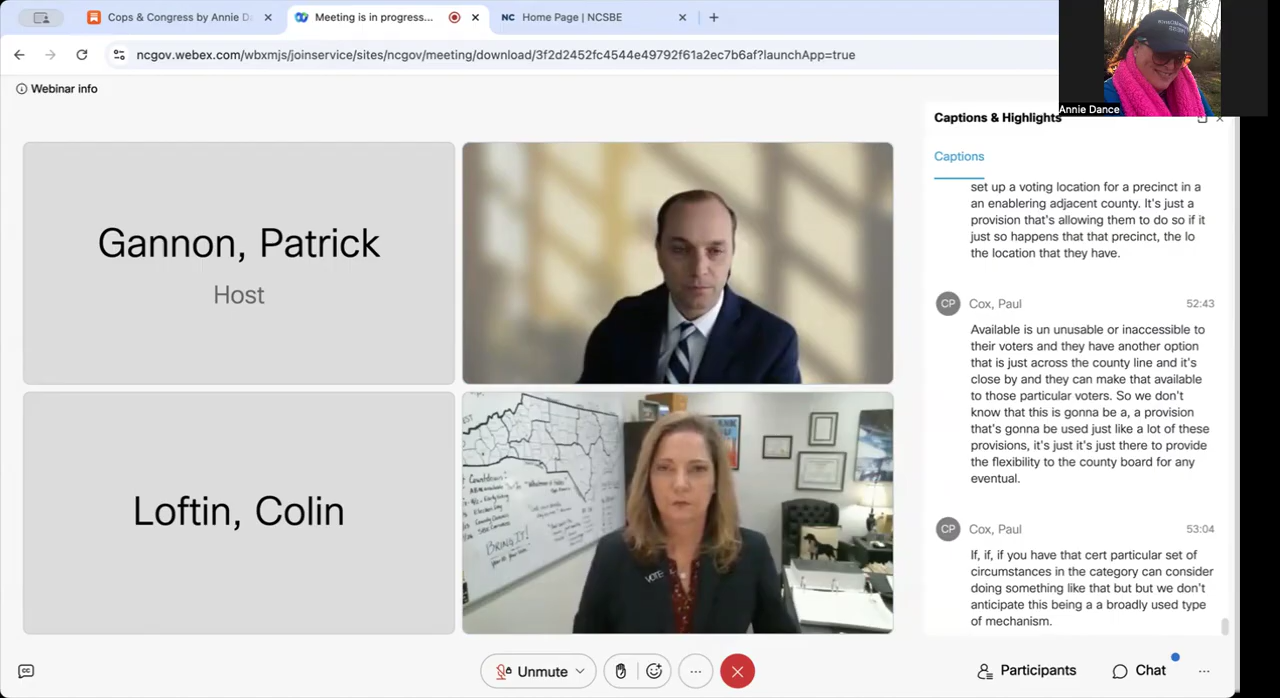 Cops & Congress by Annie D
Meeting is in progress...
NC Home Page | NCSBE
ncgov.webex.com/wbxmjs/joinservice/sites/ncgov/meeting/download/3f2d2452fc4544e49792f61a2ec7b6af?launchApp=true
Annie Dance
Webinar info
Captions & Highlights
Captions
Gannon, Patrick
Host
Loftin, Colin
VOTE
BRING IT!
set up a voting location for a precinct in a
an enablering adjacent county. It's just a
provision that's allowing them to do so if it
just so happens that that precinct, the lo
the location that they have.
CP Cox, Paul 52:43
Available is un unusable or inaccessible to
their voters and they have another option
that is just across the county line and it's
close by and they can make that available
to those particular voters. So we don't
know that this is gonna be a, a provision
that's gonna be used just like a lot of these
provisions, it's just it's just there to provide
the flexibility to the county board for any
eventual.
CP Cox, Paul 53:04
If, if, if you have that cert particular set of
circumstances in the category can consider
doing something like that but but we don't
anticipate this being a a broadly used type
of mechanism.
CC
Unmute
Participants
Chat